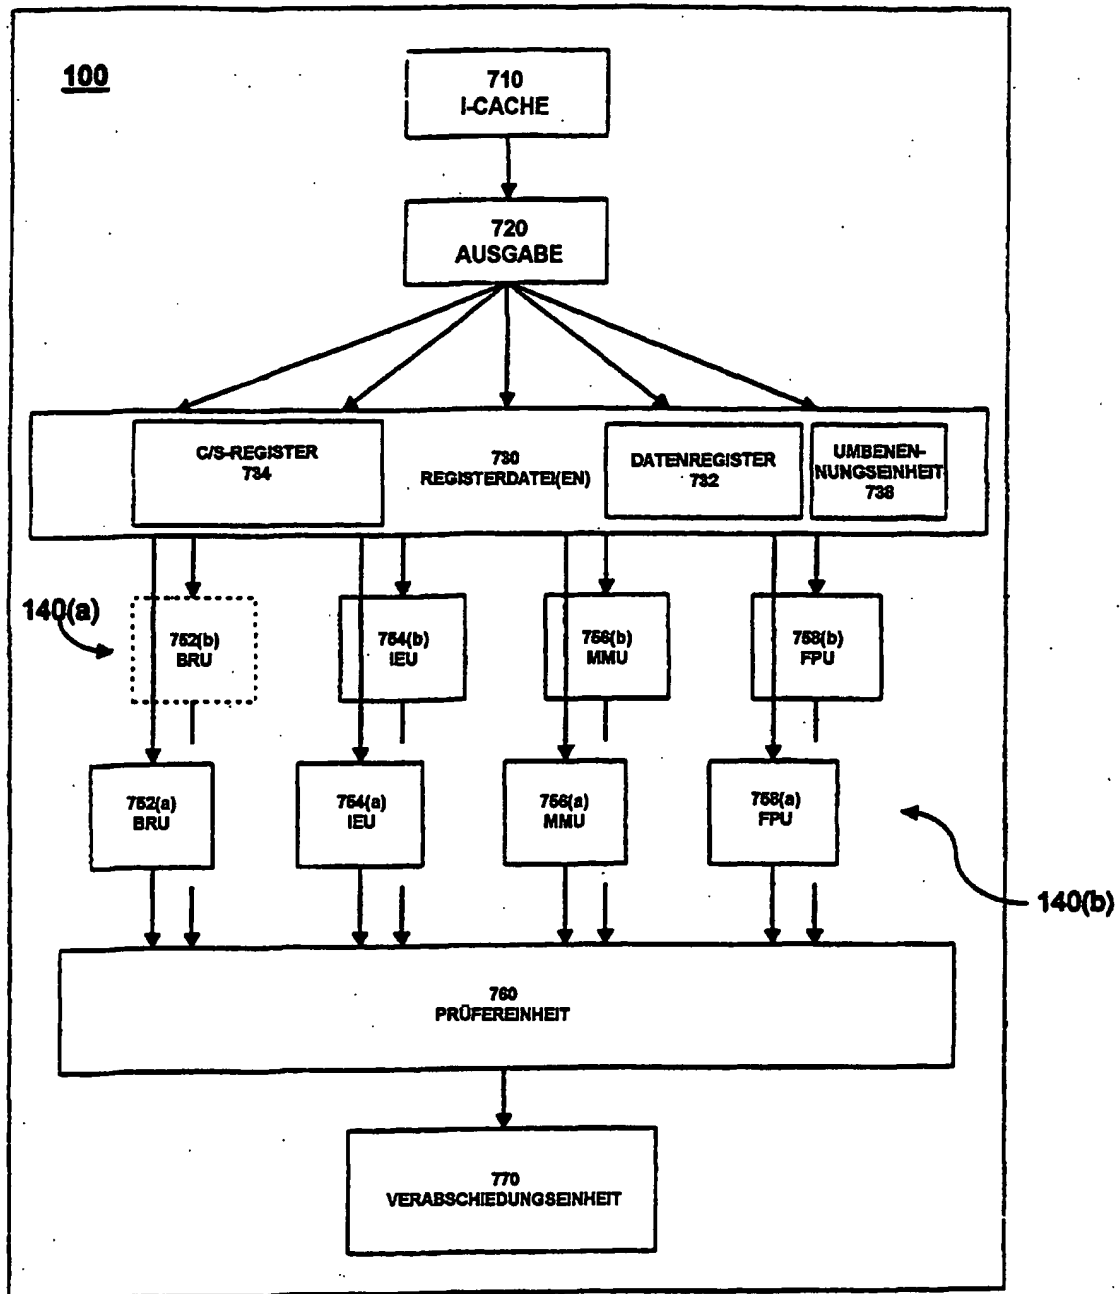 100
710
I-CACHE
720
AUSGABE
C/S-REGISTER
734
730
REGISTERDATEI(EN)
DATENREGISTER
732
UMBENEN-
NUNGSEINHEIT
738
140(a)
752(b)
BRU
754(b)
IEU
756(b)
MMU
758(b)
FPU
752(a)
BRU
754(a)
IEU
756(a)
MMU
758(a)
FPU
140(b)
760
PRÜFEREINHEIT
770
VERABSCHIEDUNGSEINHEIT